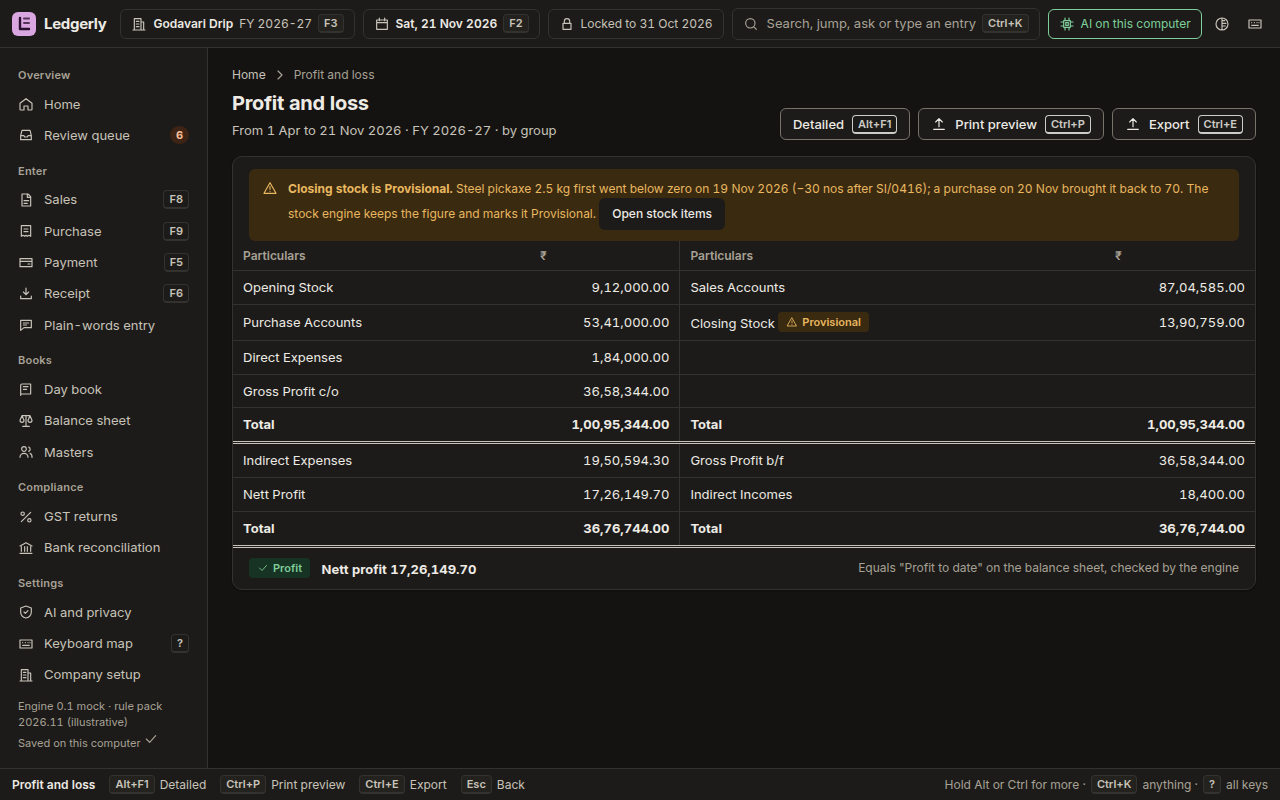 Ledgerly
Godavari Drip FY 2026-27 F3
Sat, 21 Nov 2026 F2
Locked to 31 Oct 2026
Search, jump, ask or type an entry Ctrl+K
AI on this computer
Overview
Home
Review queue 6
Enter
Sales F8
Purchase F9
Payment F5
Receipt F6
Plain-words entry
Books
Day book
Balance sheet
Masters
Compliance
GST returns
Bank reconciliation
Settings
AI and privacy
Keyboard map ?
Company setup
Engine 0.1 mock · rule pack
2026.11 (illustrative)
Saved on this computer
Home > Profit and loss
Profit and loss
From 1 Apr to 21 Nov 2026 · FY 2026-27 · by group
Detailed Alt+F1
Print preview Ctrl+P
Export Ctrl+E
Closing stock is Provisional. Steel pickaxe 2.5 kg first went below zero on 19 Nov 2026 (−30 nos after SI/0416); a purchase on 20 Nov brought it back to 70. The
stock engine keeps the figure and marks it Provisional. Open stock items
Particulars ₹ Particulars ₹
Opening Stock 9,12,000.00 Sales Accounts 87,04,585.00
Purchase Accounts 53,41,000.00 Closing Stock Provisional 13,90,759.00
Direct Expenses 1,84,000.00
Gross Profit c/o 36,58,344.00
Total 1,00,95,344.00 Total 1,00,95,344.00
Indirect Expenses 19,50,594.30 Gross Profit b/f 36,58,344.00
Nett Profit 17,26,149.70 Indirect Incomes 18,400.00
Total 36,76,744.00 Total 36,76,744.00
Profit Nett profit 17,26,149.70 Equals "Profit to date" on the balance sheet, checked by the engine
Profit and loss Alt+F1 Detailed Ctrl+P Print preview Ctrl+E Export Esc Back
Hold Alt or Ctrl for more · Ctrl+K anything · ? all keys